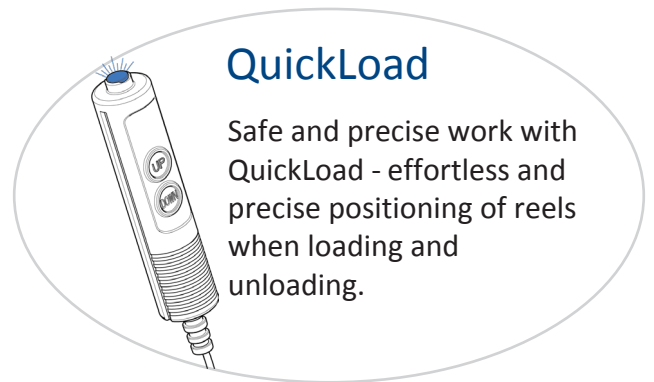 QuickLoad
Safe and precise work with
QuickLoad - effortless and
precise positioning of reels
when loading and
unloading.
UP
DOWN